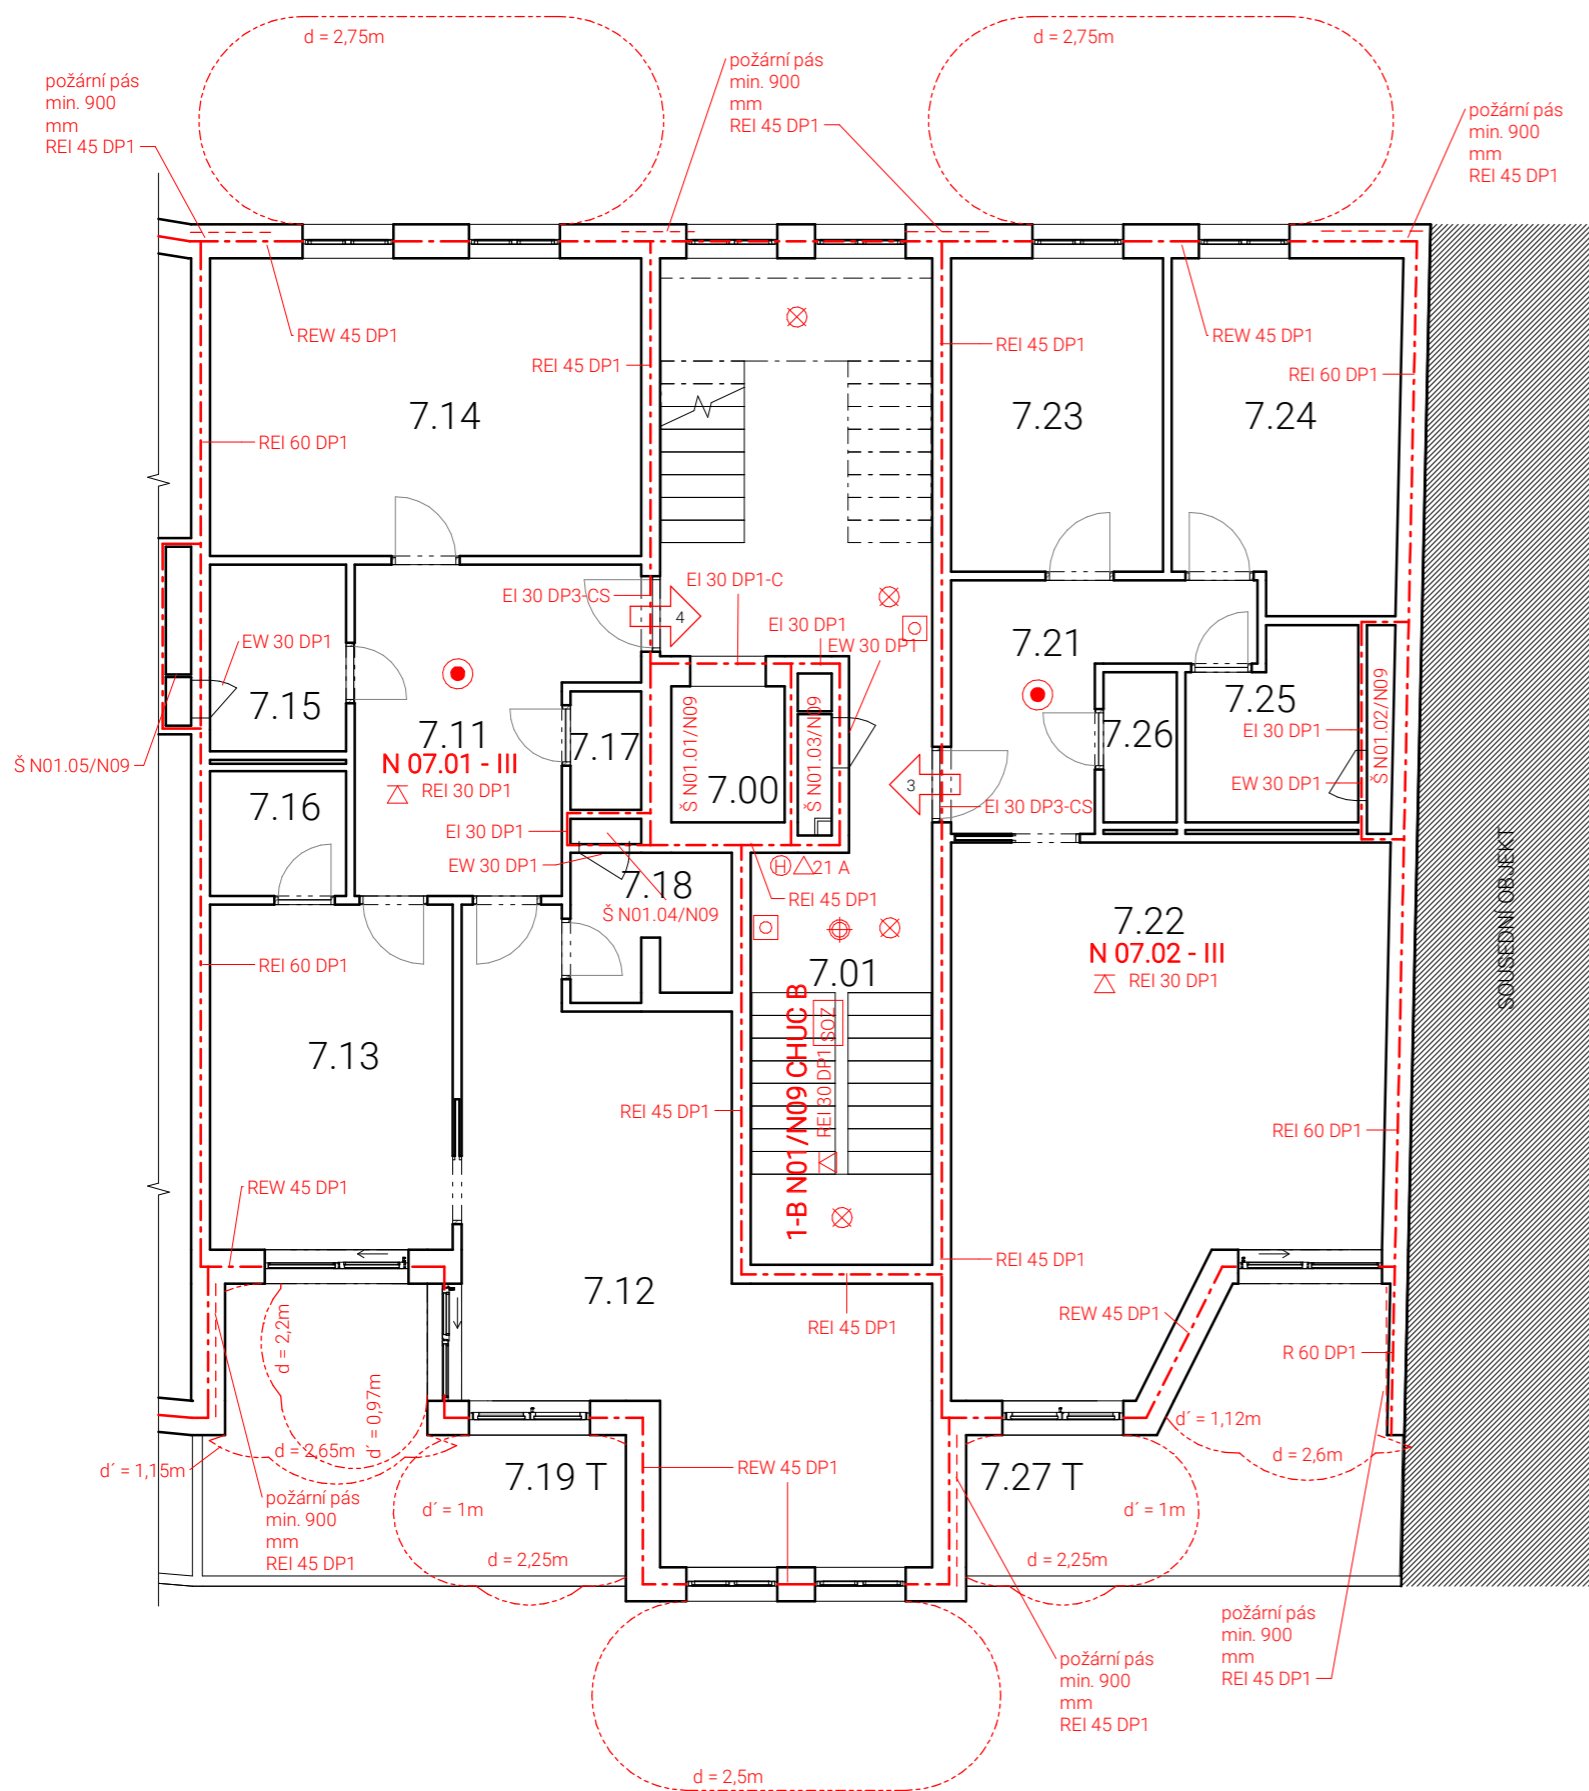 d = 2,75m
d = 2,75m
požární pás
min. 900
mm
REI 45 DP1
požární pás
min. 900
mm
REI 45 DP1
požární pás
min. 900
mm
REI 45 DP1
REW 45 DP1
REI 45 DP1
REI 45 DP1
REW 45 DP1
REI 60 DP1
7.14
7.23
7.24
REI 60 DP1
EI 30 DP3-CS
EI 30 DP1-C
4
EI 30 DP1
EW 30 DP1
EW 30 DP1
7.21
7.15
7.11
N 07.01 - III
REI 30 DP1
7.17
Š N01.01/N09
7.00
Š N01.03/N09
7.26
7.25
EI 30 DP1
EW 30 DP1
Š N01.02/N09
Š N01.05/N09
7.16
3
EI 30 DP3-CS
EI 30 DP1
EW 30 DP1
7.18
Š N01.04/N09
H
21 A
REI 45 DP1
SOUSEDNÍ OBJEKT
7.22
N 07.02 - III
REI 30 DP1
REI 60 DP1
7.01
1-B N01/N09 CHUC B
REI 30 DP1
SOZ
7.13
REI 45 DP1
REI 60 DP1
REW 45 DP1
REI 45 DP1
7.12
REI 45 DP1
REW 45 DP1
R 60 DP1
d = 2,2m
d´ = 0,97m
d = 2,65m
d´ = 1,15m
d´ = 1,12m
d = 2,6m
7.19 T
REW 45 DP1
7.27 T
požární pás
min. 900
mm
REI 45 DP1
d´ = 1m
d = 2,25m
d´ = 1m
d = 2,25m
požární pás
min. 900
mm
REI 45 DP1
požární pás
min. 900
mm
REI 45 DP1
d = 2,5m